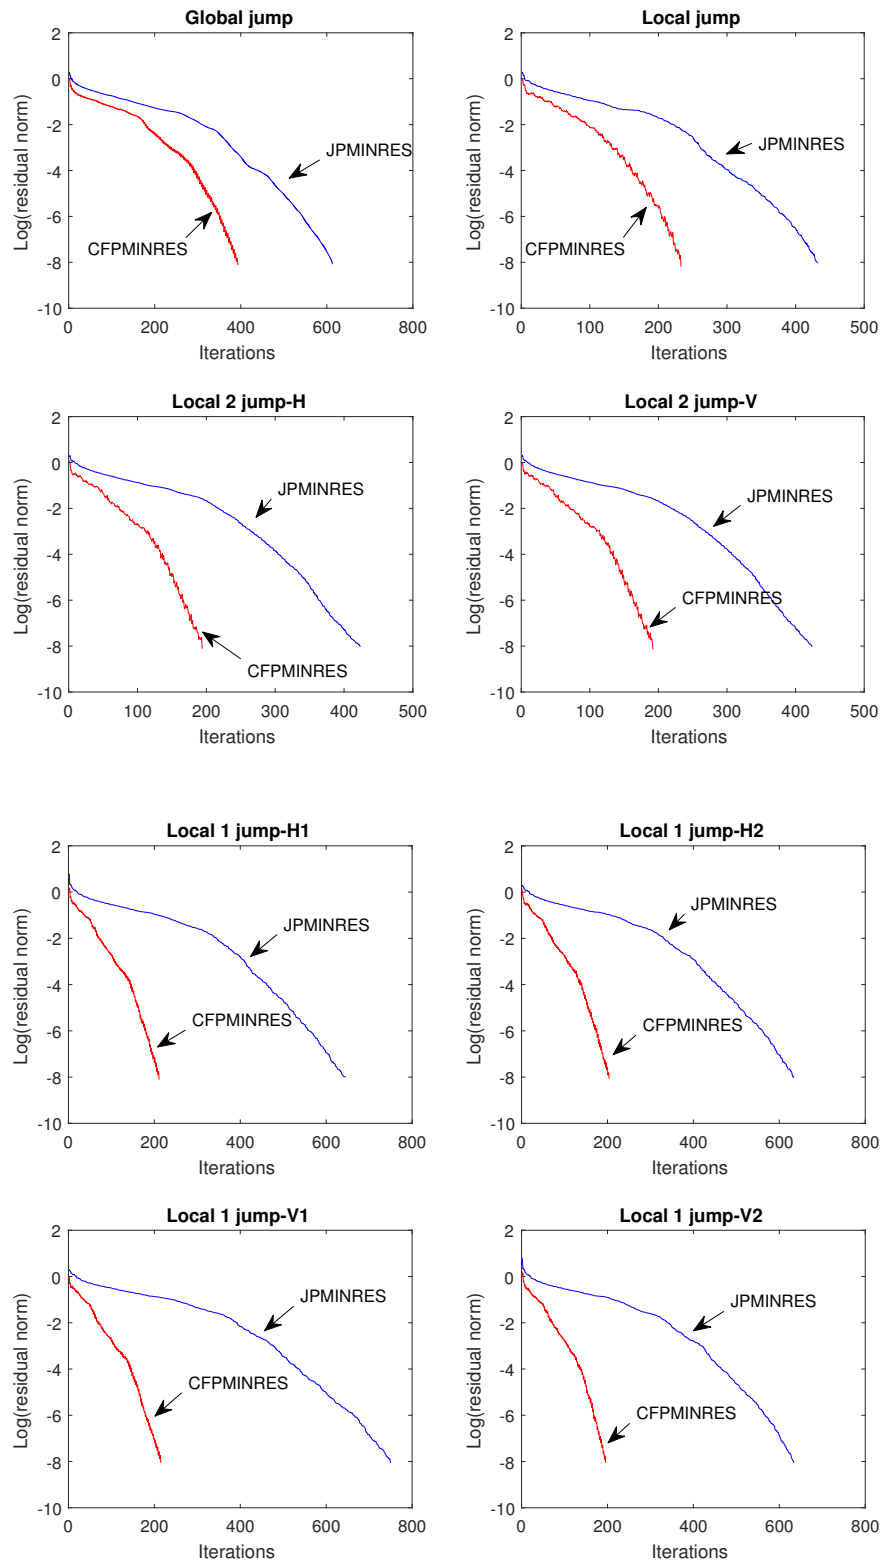 Global jump
2
0
-2
-4
-6
-8
-10
Log(residual norm)
JPMINRES
CFPMINRES
0 200 400 600 800
Iterations
Local jump
2
0
-2
-4
-6
-8
-10
Log(residual norm)
JPMINRES
CFPMINRES
0 100 200 300 400 500
Iterations
Local 2 jump-H
2
0
-2
-4
-6
-8
-10
Log(residual norm)
JPMINRES
CFPMINRES
0 100 200 300 400 500
Iterations
Local 2 jump-V
2
0
-2
-4
-6
-8
-10
Log(residual norm)
JPMINRES
CFPMINRES
0 100 200 300 400 500
Iterations
Local 1 jump-H1
2
0
-2
-4
-6
-8
-10
Log(residual norm)
JPMINRES
CFPMINRES
0 200 400 600 800
Iterations
Local 1 jump-H2
2
0
-2
-4
-6
-8
-10
Log(residual norm)
JPMINRES
CFPMINRES
0 200 400 600 800
Iterations
Local 1 jump-V1
2
0
-2
-4
-6
-8
-10
Log(residual norm)
JPMINRES
CFPMINRES
0 200 400 600 800
Iterations
Local 1 jump-V2
2
0
-2
-4
-6
-8
-10
Log(residual norm)
JPMINRES
CFPMINRES
0 200 400 600 800
Iterations